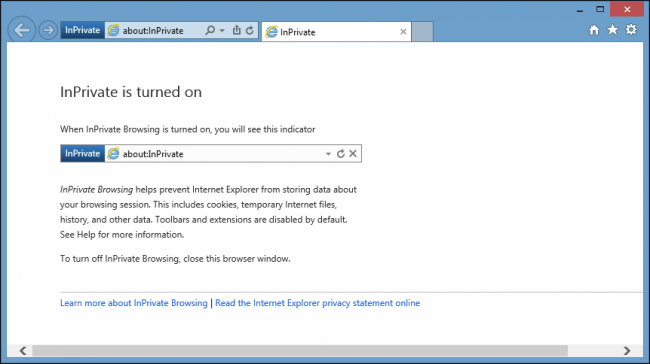 InPrivate about:InPrivate InPrivate
InPrivate is turned on
When InPrivate Browsing is turned on, you will see this indicator
InPrivate about:InPrivate
InPrivate Browsing helps prevent Internet Explorer from storing data about
your browsing session. This includes cookies, temporary Internet files,
history, and other data. Toolbars and extensions are disabled by default.
See Help for more information.
To turn off InPrivate Browsing, close this browser window.
Learn more about InPrivate Browsing | Read the Internet Explorer privacy statement online